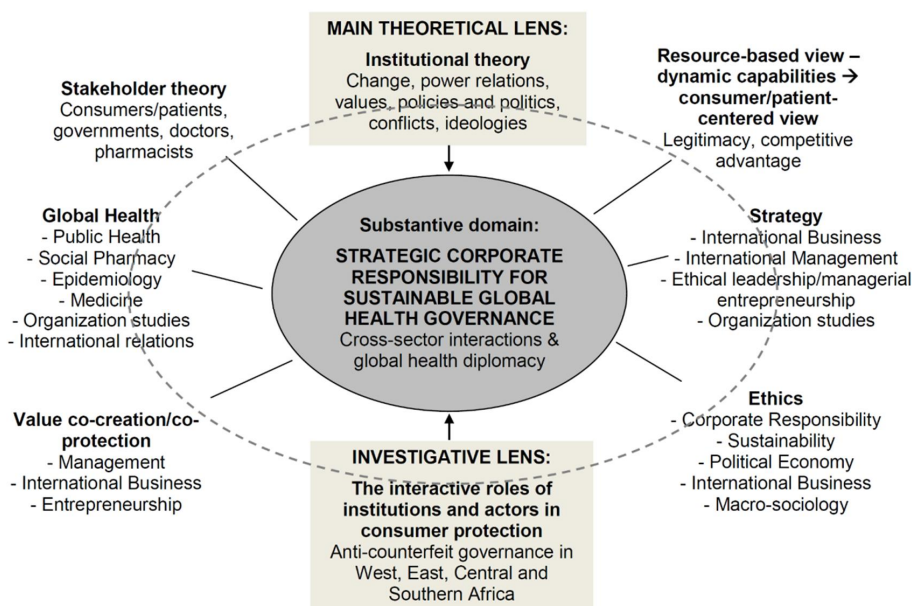 MAIN THEORETICAL LENS:
Institutional theory
Change, power relations,
values, policies and politics,
conflicts, ideologies
Stakeholder theory
Consumers/patients,
governments, doctors,
pharmacists
Resource-based view –
dynamic capabilities →
consumer/patient-
centered view
Legitimacy, competitive
advantage
Global Health
- Public Health
- Social Pharmacy
- Epidemiology
- Medicine
- Organization studies
- International relations
Substantive domain:
STRATEGIC CORPORATE
RESPONSIBILITY FOR
SUSTAINABLE GLOBAL
HEALTH GOVERNANCE
Cross-sector interactions &
global health diplomacy
Strategy
- International Business
- International Management
- Ethical leadership/managerial
entrepreneurship
- Organization studies
Value co-creation/co-
protection
- Management
- International Business
- Entrepreneurship
INVESTIGATIVE LENS:
The interactive roles of
institutions and actors in
consumer protection
Anti-counterfeit governance in
West, East, Central and
Southern Africa
Ethics
- Corporate Responsibility
- Sustainability
- Political Economy
- International Business
- Macro-sociology